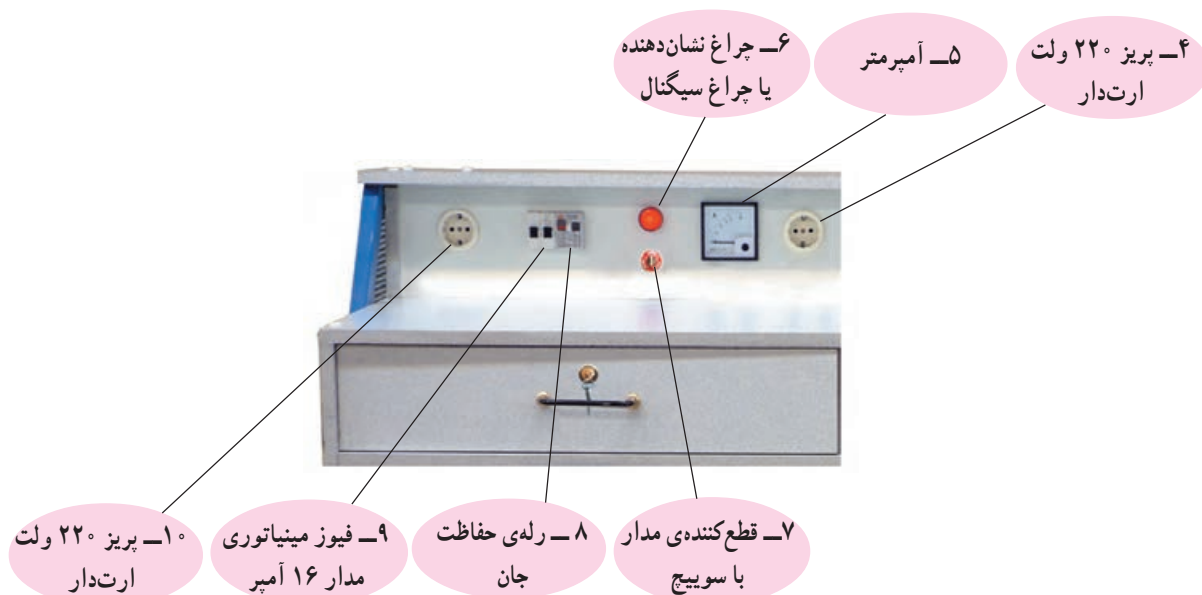 ۴ــ پریز ۲۲۰ ولت
ارت‌دار
۵ــ آمپرمتر
۶ــ چراغ نشان‌دهنده
یا چراغ سیگنال
۷ــ قطع‌کننده‌ی مدار
با سوییچ
۸ ــ رله‌ی حفاظت
جان
۹ــ فیوز مینیاتوری
مدار ۱۶ آمپر
۱۰ــ پریز ۲۲۰ ولت
ارت‌دار